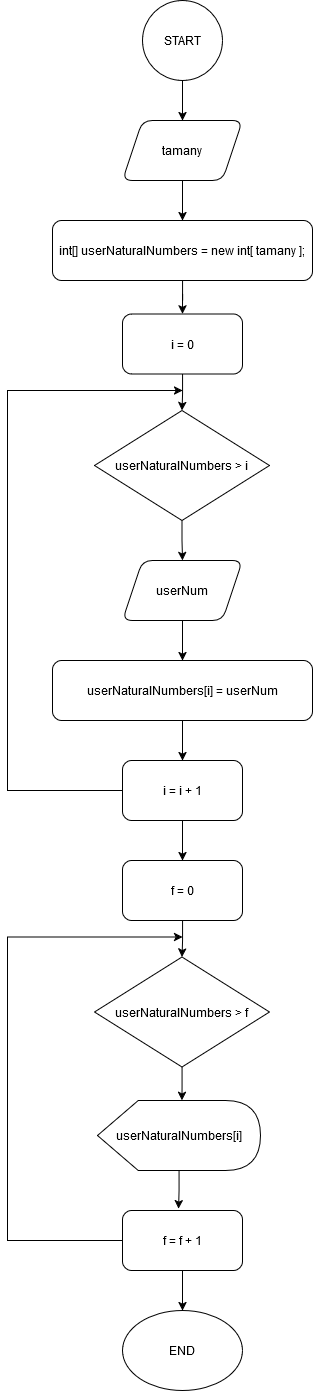 START
tamany
int[] userNaturalNumbers = new int[ tamany ];
i = 0
userNaturalNumbers > i
userNum
userNaturalNumbers[i] = userNum
i = i + 1
f = 0
userNaturalNumbers > f
userNaturalNumbers[i]
f = f + 1
END